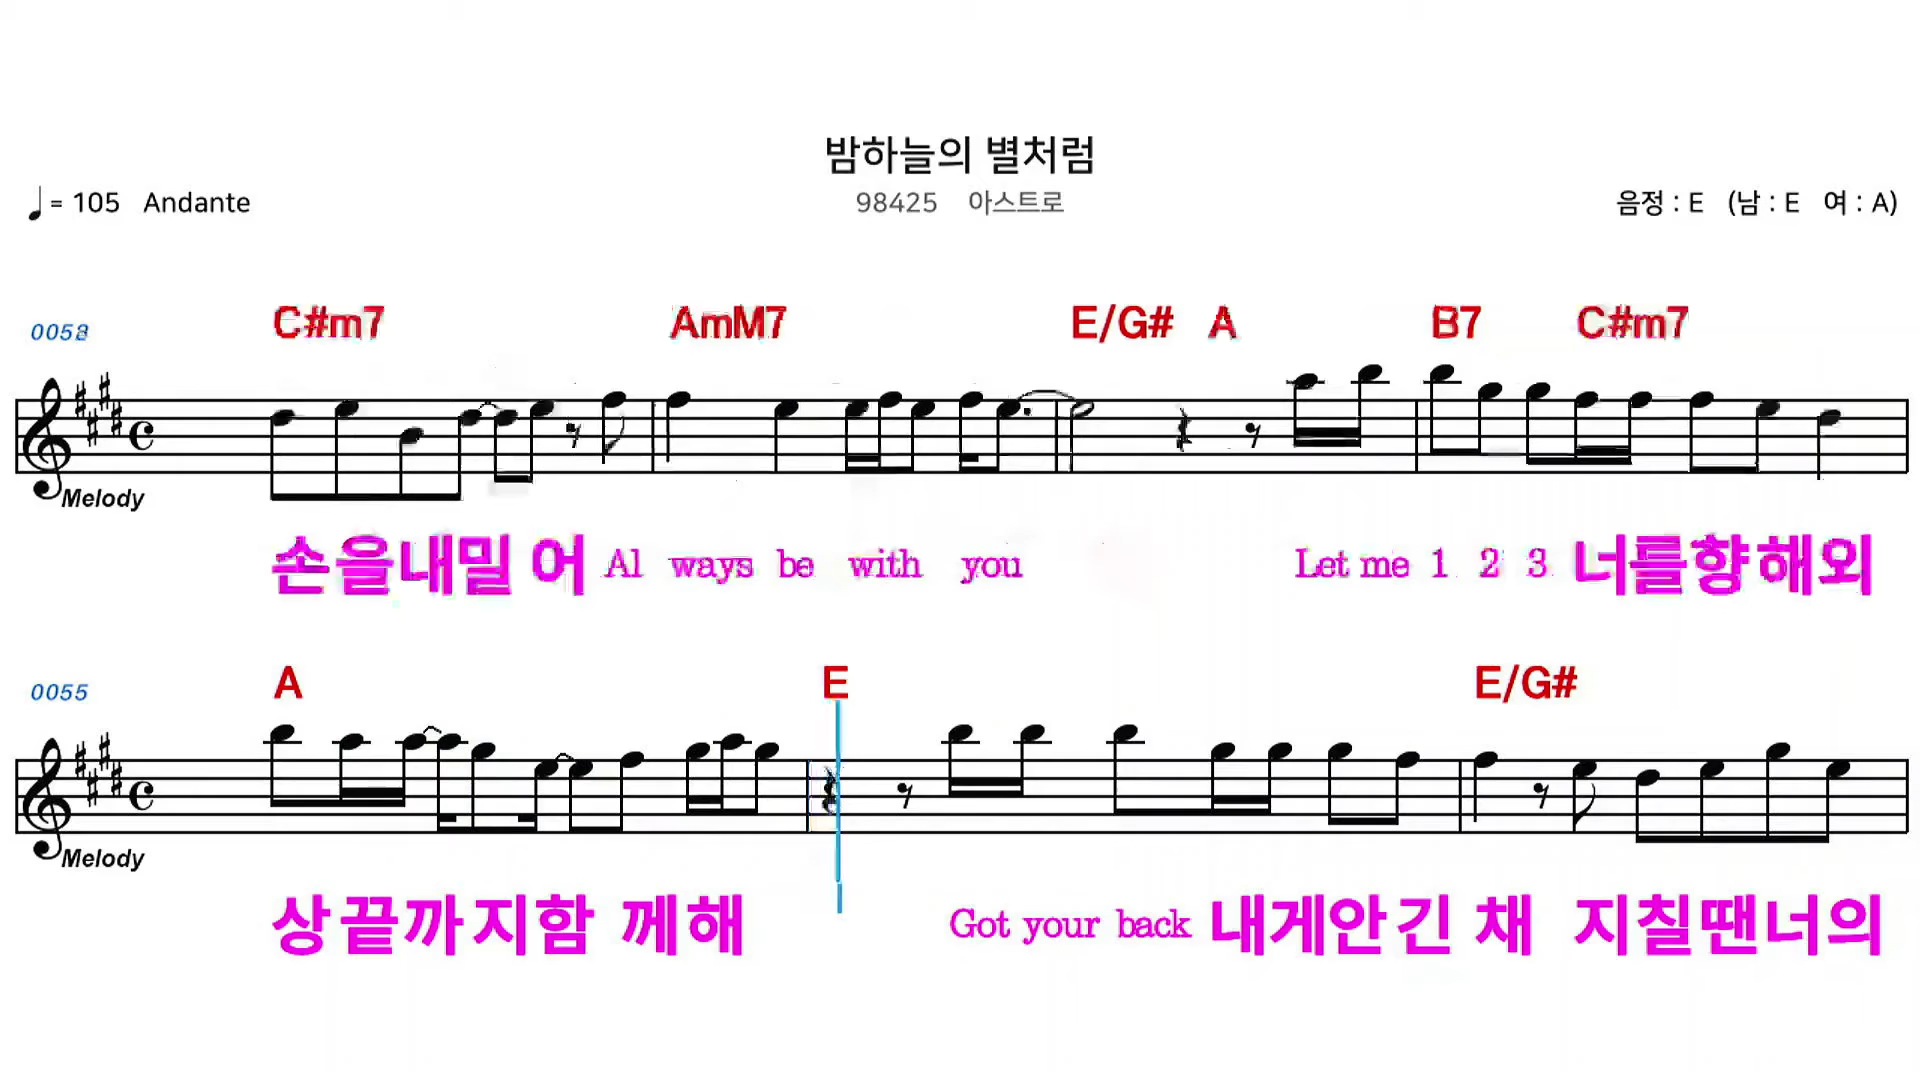 밤하늘의 별처럼
♩= 105 Andante
98425 아스트로
음정 : E (남 : E 여 : A)
C#m7 AmM7 E/G# A B7 C#m7
Melody
손을내밀 어 Al ways be with you Let me 1 2 3 너를향해외
0055 A E E/G#
Melody
상끝까지함 께해 Got your back 내게안긴 채 지칠땐너의